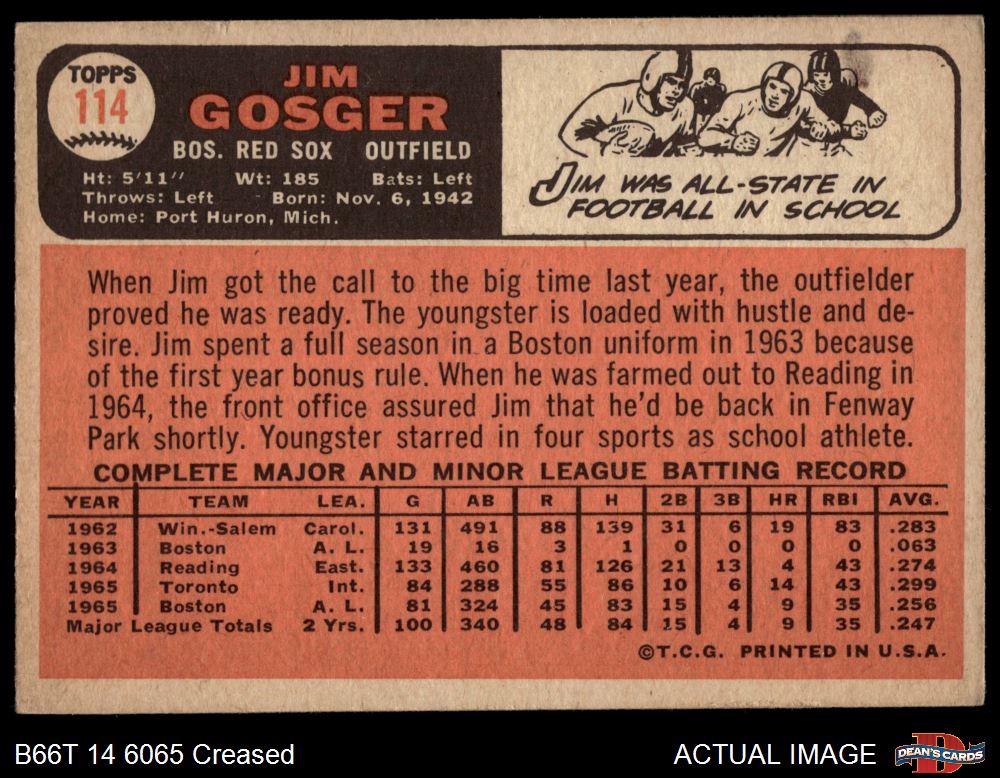 TOPPS
114
JIM
GOSGER
BOS. RED SOX OUTFIELD
Ht: 5'11" Wt: 185 Bats: Left
Throws: Left Born: Nov. 6, 1942
Home: Port Huron, Mich.
JIM WAS ALL-STATE IN
FOOTBALL IN SCHOOL
When Jim got the call to the big time last year, the outfielder
proved he was ready. The youngster is loaded with hustle and de-
sire. Jim spent a full season in a Boston uniform in 1963 because
of the first year bonus rule. When he was farmed out to Reading in
1964, the front office assured Jim that he'd be back in Fenway
Park shortly. Youngster starred in four sports as school athlete.
COMPLETE MAJOR AND MINOR LEAGUE BATTING RECORD
YEAR TEAM LEA. G AB R H 2B 3B HR RBI AVG.
1962 Win.-Salem Carol. 131 491 88 139 31 6 19 83 .283
1963 Boston A. L. 19 16 3 1 0 0 0 0 .063
1964 Reading East. 133 460 81 126 21 13 4 43 .274
1965 Toronto Int. 84 288 55 86 10 6 14 43 .299
1965 Boston A. L. 81 324 45 83 15 4 9 35 .256
Major League Totals 2 Yrs. 100 340 48 84 15 4 9 35 .247
©T.C.G. PRINTED IN U.S.A.
B66T 14 6065 Creased ACTUAL IMAGE
DEAN'S CARDS